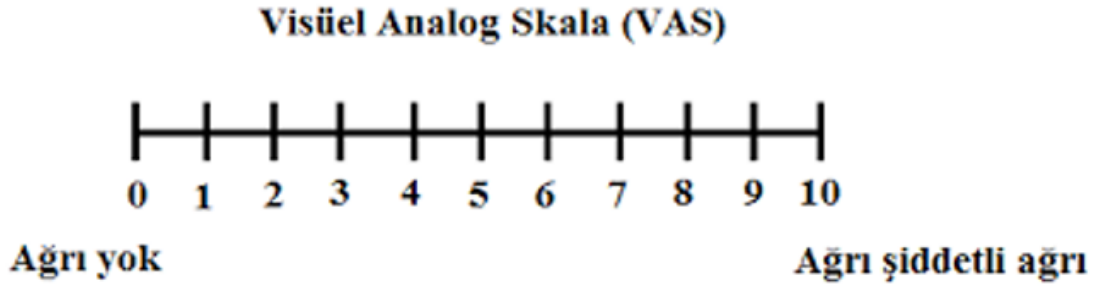 Visüel Analog Skala (VAS)
0 1 2 3 4 5 6 7 8 9 10
Ağrı yok Ağrı şiddetli ağrı